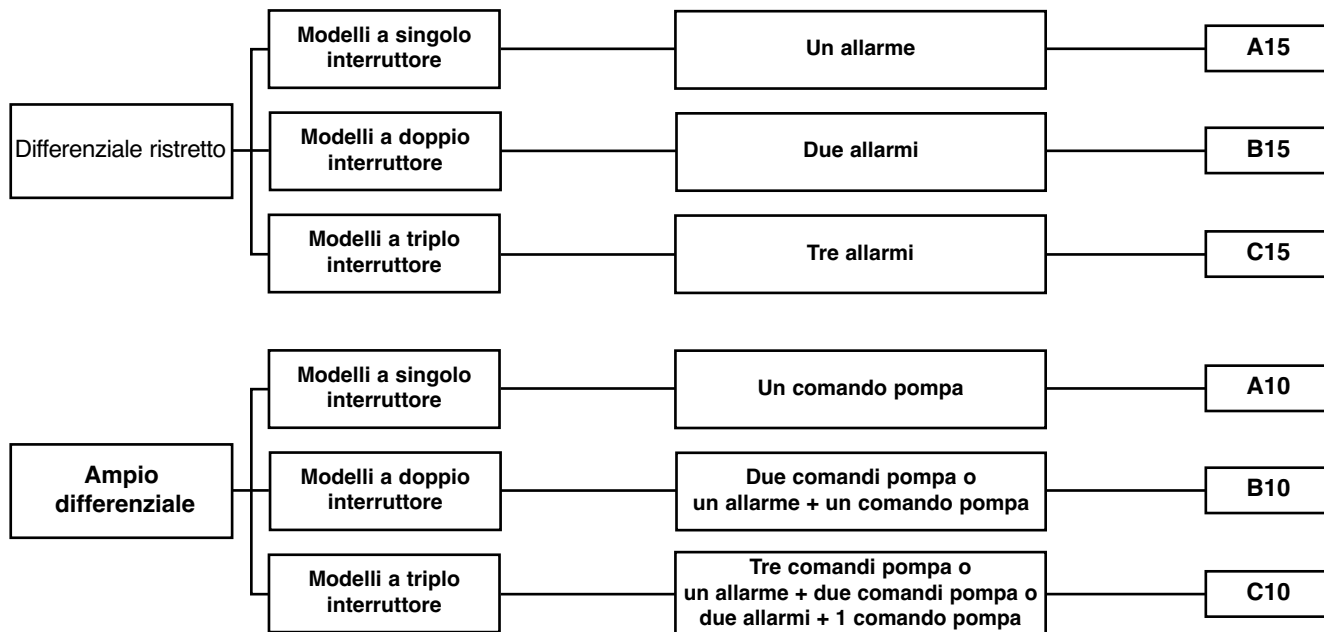 Modelli a singolo
interruttore
Un allarme
A15
Differenziale ristretto
Modelli a doppio
interruttore
Due allarmi
B15
Modelli a triplo
interruttore
Tre allarmi
C15
Modelli a singolo
interruttore
Un comando pompa
A10
Ampio
differenziale
Modelli a doppio
interruttore
Due comandi pompa o
un allarme + un comando pompa
B10
Modelli a triplo
interruttore
Tre comandi pompa o
un allarme + due comandi pompa o
due allarmi + 1 comando pompa
C10